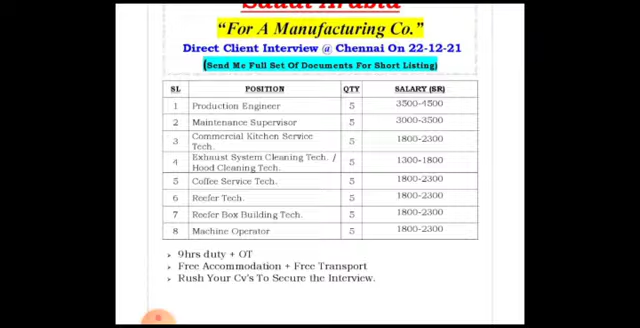 Saudi Arabia
"For A Manufacturing Co."
Direct Client Interview @ Chennai On 22-12-21
(Send Me Full Set Of Documents For Short Listing)
SL POSITION QTY SALARY (SR)
1 Production Engineer 5 3500-4500
2 Maintenance Supervisor 5 3000-3500
3 Commercial Kitchen Service Tech. 5 1800-2300
4 Exhaust System Cleaning Tech. / Hood Cleaning Tech. 5 1300-1800
5 Coffee Service Tech. 5 1800-2300
6 Reefer Tech. 5 1800-2300
7 Reefer Box Building Tech. 5 1800-2300
8 Machine Operator 5 1800-2300
➤ 9hrs duty + OT
➤ Free Accommodation + Free Transport
➤ Rush Your Cv's To Secure the Interview.